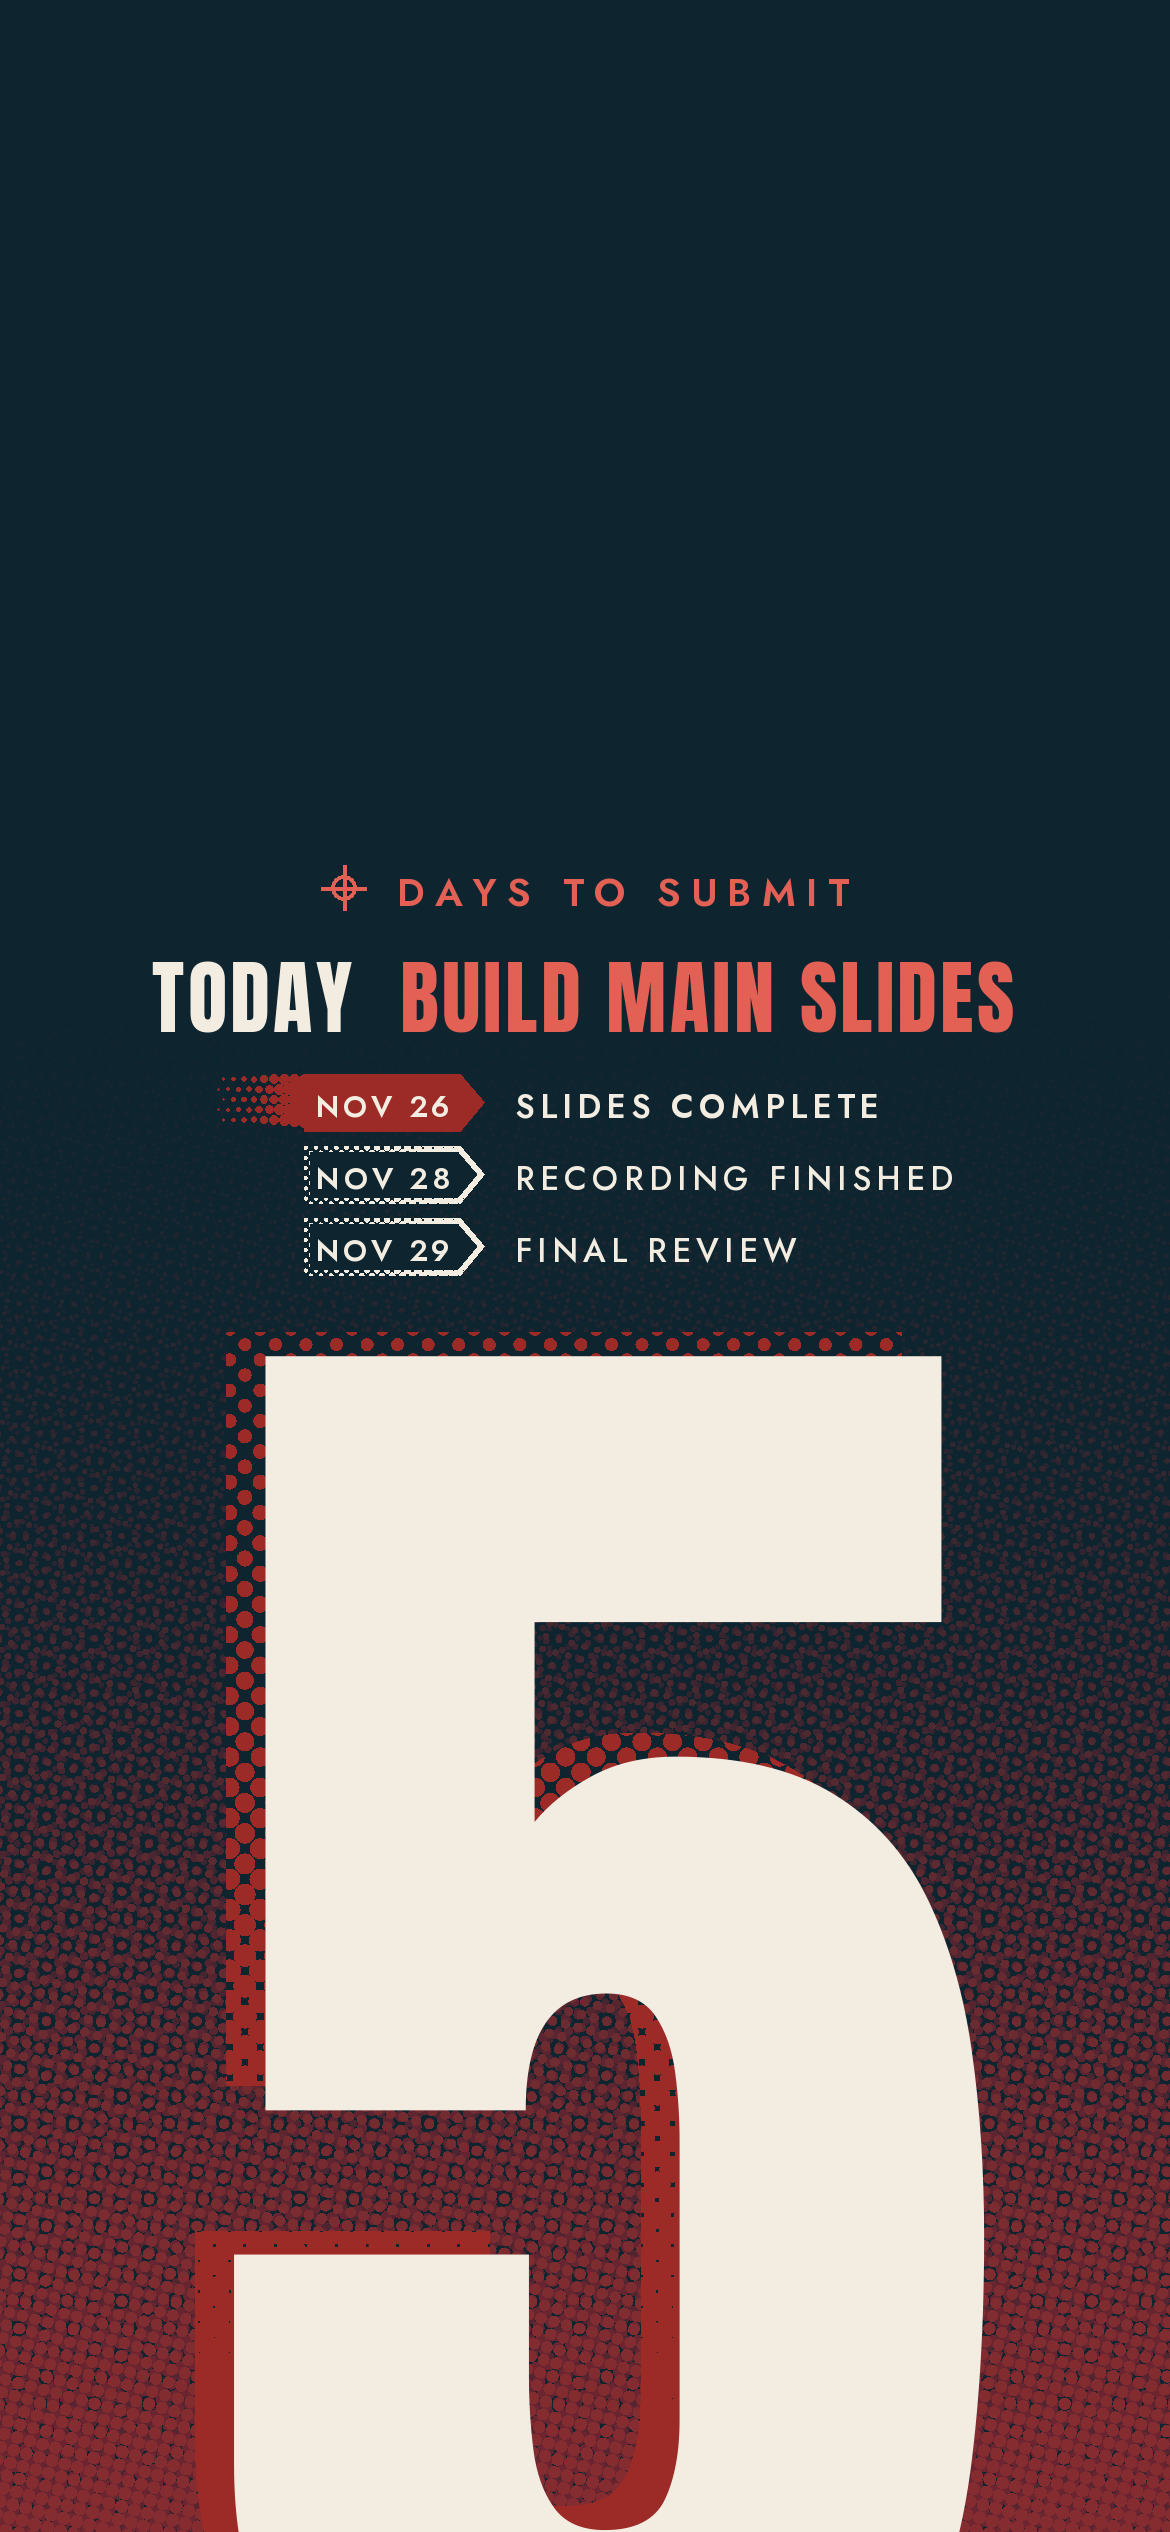 DAYS TO SUBMIT
TODAY BUILD MAIN SLIDES
NOV 26 SLIDES COMPLETE
NOV 28 RECORDING FINISHED
NOV 29 FINAL REVIEW
5